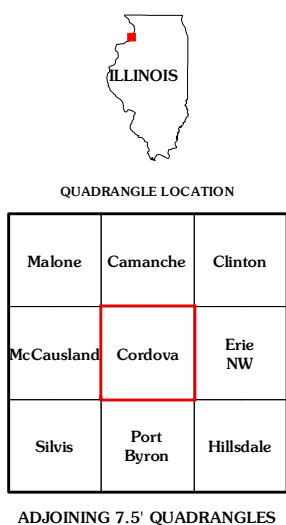 ILLINOIS
QUADRANGLE LOCATION
Malone Camanche Clinton
McCausland Cordova Erie NW
Silvis Port Byron Hillsdale
ADJOINING 7.5' QUADRANGLES